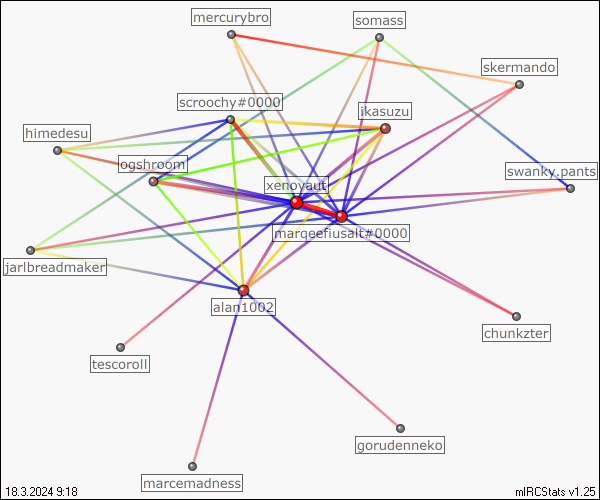 mercurybro
somass
skermando
scroochy#0000
ikasuzu
himedesu
ogshroom
swanky.pants
xenoyaut
marqeefiusalt#0000
jarlbreadmaker
alan1002
chunkzter
tescoroll
gorudenneko
marcemadness
18.3.2024 9:18
mIRCStats v1.25